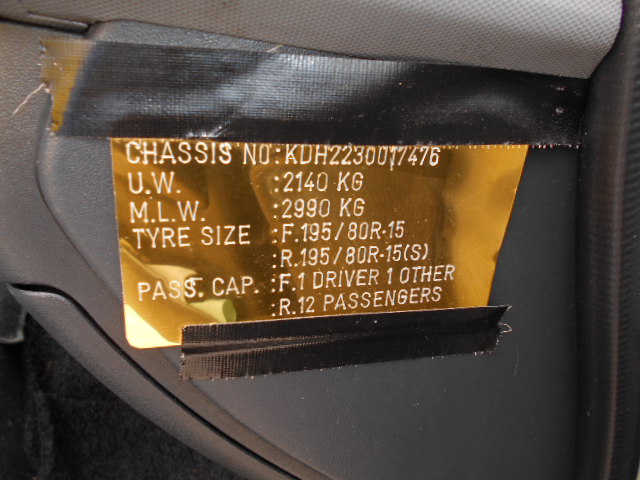 CHASSIS NO:KDH2230017476
U.W. :2140 KG
M.L.W. :2990 KG
TYRE SIZE :F.195/80R-15
:R.195/80R-15(S)
PASS. CAP. :F.1 DRIVER 1 OTHER
:R.12 PASSENGERS